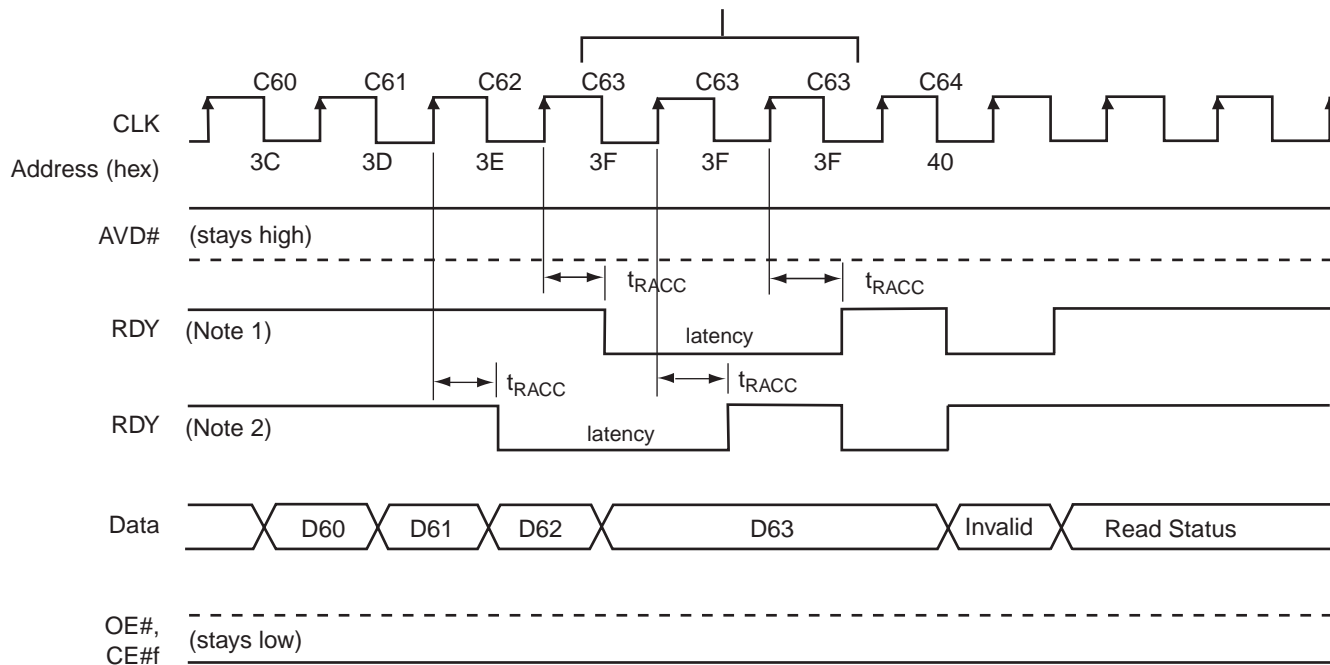 C60 C61 C62 C63 C63 C63 C64
CLK
Address (hex) 3C 3D 3E 3F 3F 3F 40
AVD# (stays high)
tRACC tRACC
RDY (Note 1) latency
tRACC tRACC
RDY (Note 2) latency
Data D60 D61 D62 D63 Invalid Read Status
OE#,
CE#f (stays low)